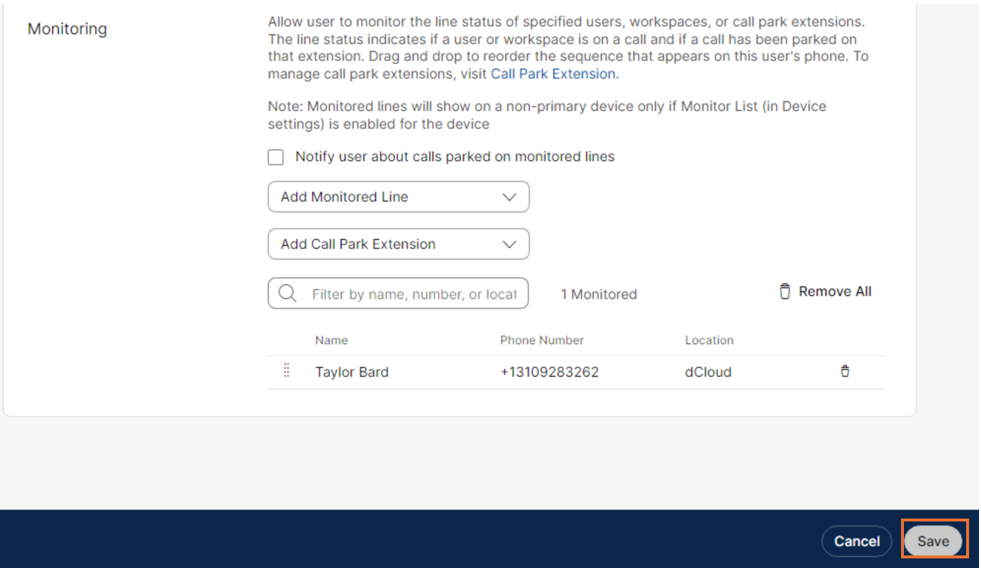 Monitoring
Allow user to monitor the line status of specified users, workspaces, or call park extensions.
The line status indicates if a user or workspace is on a call and if a call has been parked on
that extension. Drag and drop to reorder the sequence that appears on this user's phone. To
manage call park extensions, visit Call Park Extension.
Note: Monitored lines will show on a non-primary device only if Monitor List (in Device
settings) is enabled for the device
Notify user about calls parked on monitored lines
Add Monitored Line
Add Call Park Extension
Filter by name, number, or locat 1 Monitored Remove All
Name Phone Number Location
Taylor Bard +13109283262 dCloud
Cancel Save